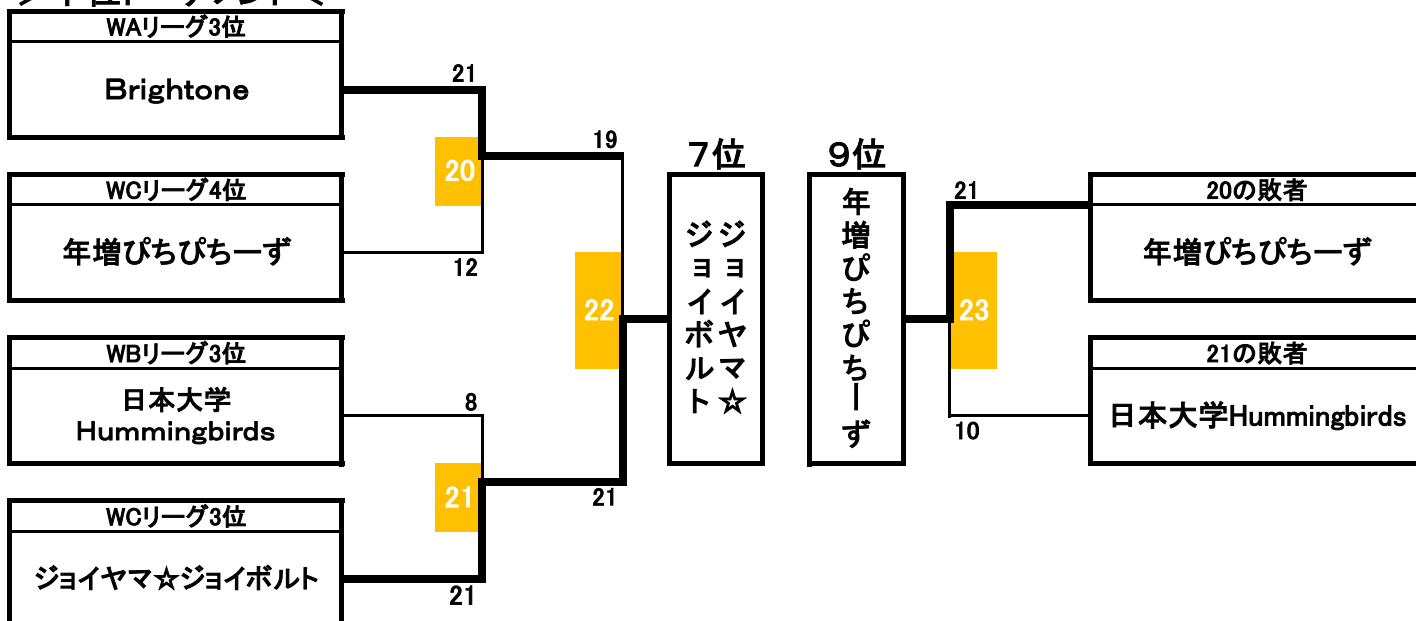 WAリーグ3位
Brightone
21
19
7位
9位
20
WCリーグ4位
年増ぴちぴちーず
12
22
ジョイヤマ☆
ジョイボルト
年増ぴちぴちーず
21
20の敗者
年増ぴちぴちーず
23
WBリーグ3位
日本大学
Hummingbirds
8
21
21
21の敗者
日本大学Hummingbirds
10
WCリーグ3位
ジョイヤマ☆ジョイボルト
21